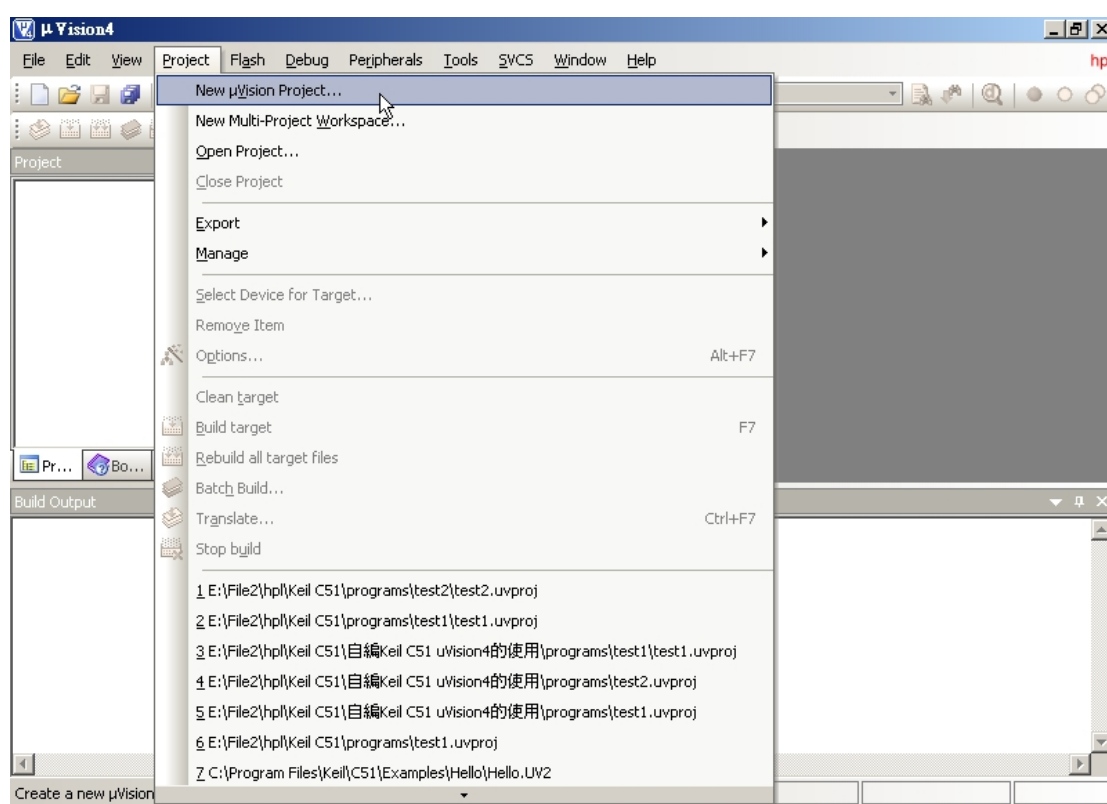 μVision4
File Edit View Project Flash Debug Peripherals Tools SVCS Window Help
hp
New μVision Project...
New Multi-Project Workspace...
Project
Open Project...
Close Project
Export
Manage
Select Device for Target...
Remove Item
Options... Alt+F7
Clean target
Build target F7
Pr... Bo...
Rebuild all target files
Batch Build...
Build Output
Translate... Ctrl+F7
Stop build
1 E:\File2\hpl\Keil C51\programs\test2\test2.uvproj
2 E:\File2\hpl\Keil C51\programs\test1\test1.uvproj
3 E:\File2\hpl\Keil C51\自編Keil C51 uVision4的使用\programs\test1\test1.uvproj
4 E:\File2\hpl\Keil C51\自編Keil C51 uVision4的使用\programs\test2.uvproj
5 E:\File2\hpl\Keil C51\自編Keil C51 uVision4的使用\programs\test1.uvproj
6 E:\File2\hpl\Keil C51\programs\test1.uvproj
7 C:\Program Files\Keil\C51\Examples\Hello\Hello.UV2
Create a new μVision